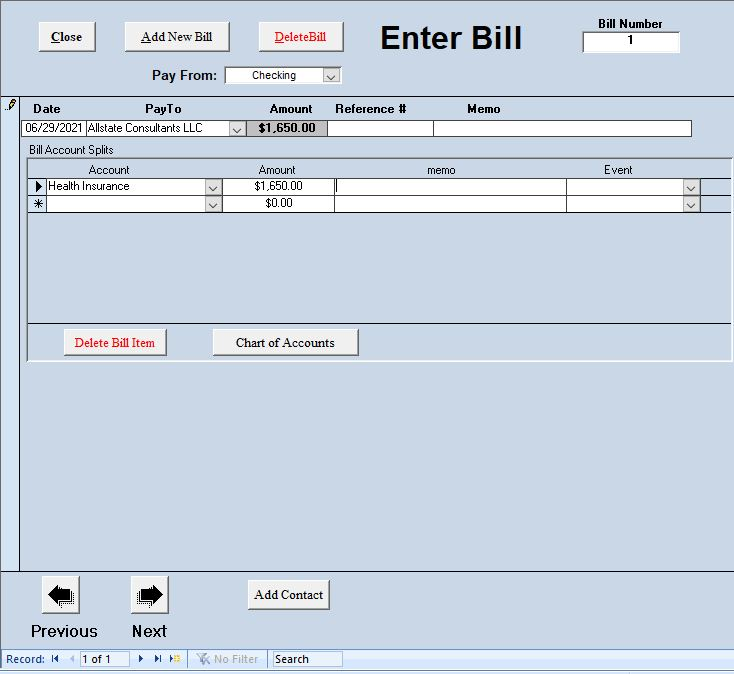 Close Add New Bill DeleteBill Enter Bill Bill Number
1
Pay From: Checking
Date PayTo Amount Reference # Memo
06/29/2021 Allstate Consultants LLC $1,650.00
Bill Account Splits
Account Amount memo Event
Health Insurance $1,650.00
$0.00
Delete Bill Item Chart of Accounts
Add Contact
Previous Next
Record: 1 of 1 No Filter Search